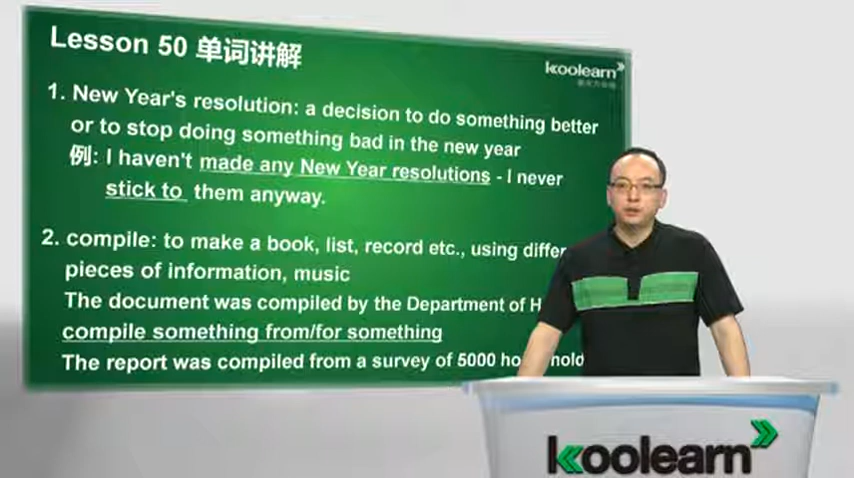 Lesson 50 单词讲解
koolearn
1. New Year's resolution: a decision to do something better
or to stop doing something bad in the new year
例: I haven't made any New Year resolutions - I never
stick to them anyway.
2. compile: to make a book, list, record etc., using differ
pieces of information, music
The document was compiled by the Department of H
compile something from/for something
The report was compiled from a survey of 5000 ho hold
koolearn